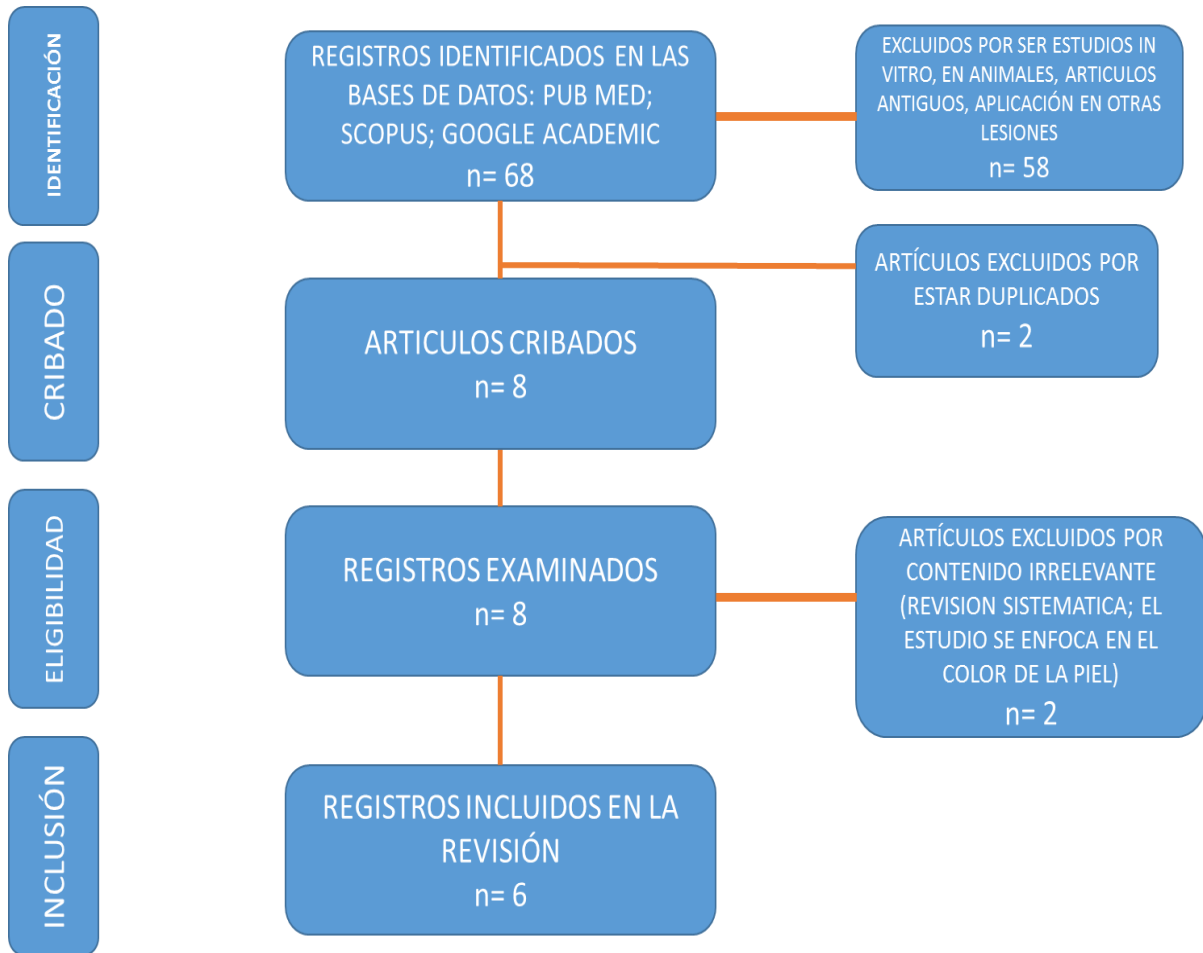 IDENTIFICACIÓN
REGISTROS IDENTIFICADOS EN LAS
BASES DE DATOS: PUB MED;
SCOPUS; GOOGLE ACADEMIC
n= 68
EXCLUIDOS POR SER ESTUDIOS IN
VITRO, EN ANIMALES, ARTICULOS
ANTIGUOS, APLICACIÓN EN OTRAS
LESIONES
n= 58
CRIBADO
ARTÍCULOS EXCLUIDOS POR
ESTAR DUPLICADOS
n= 2
ARTICULOS CRIBADOS
n= 8
ELIGIBILIDAD
REGISTROS EXAMINADOS
n= 8
ARTÍCULOS EXCLUIDOS POR
CONTENIDO IRRELEVANTE
(REVISION SISTEMATICA; EL
ESTUDIO SE ENFOCA EN EL
COLOR DE LA PIEL)
n= 2
INCLUSIÓN
REGISTROS INCLUIDOS EN LA
REVISIÓN
n= 6